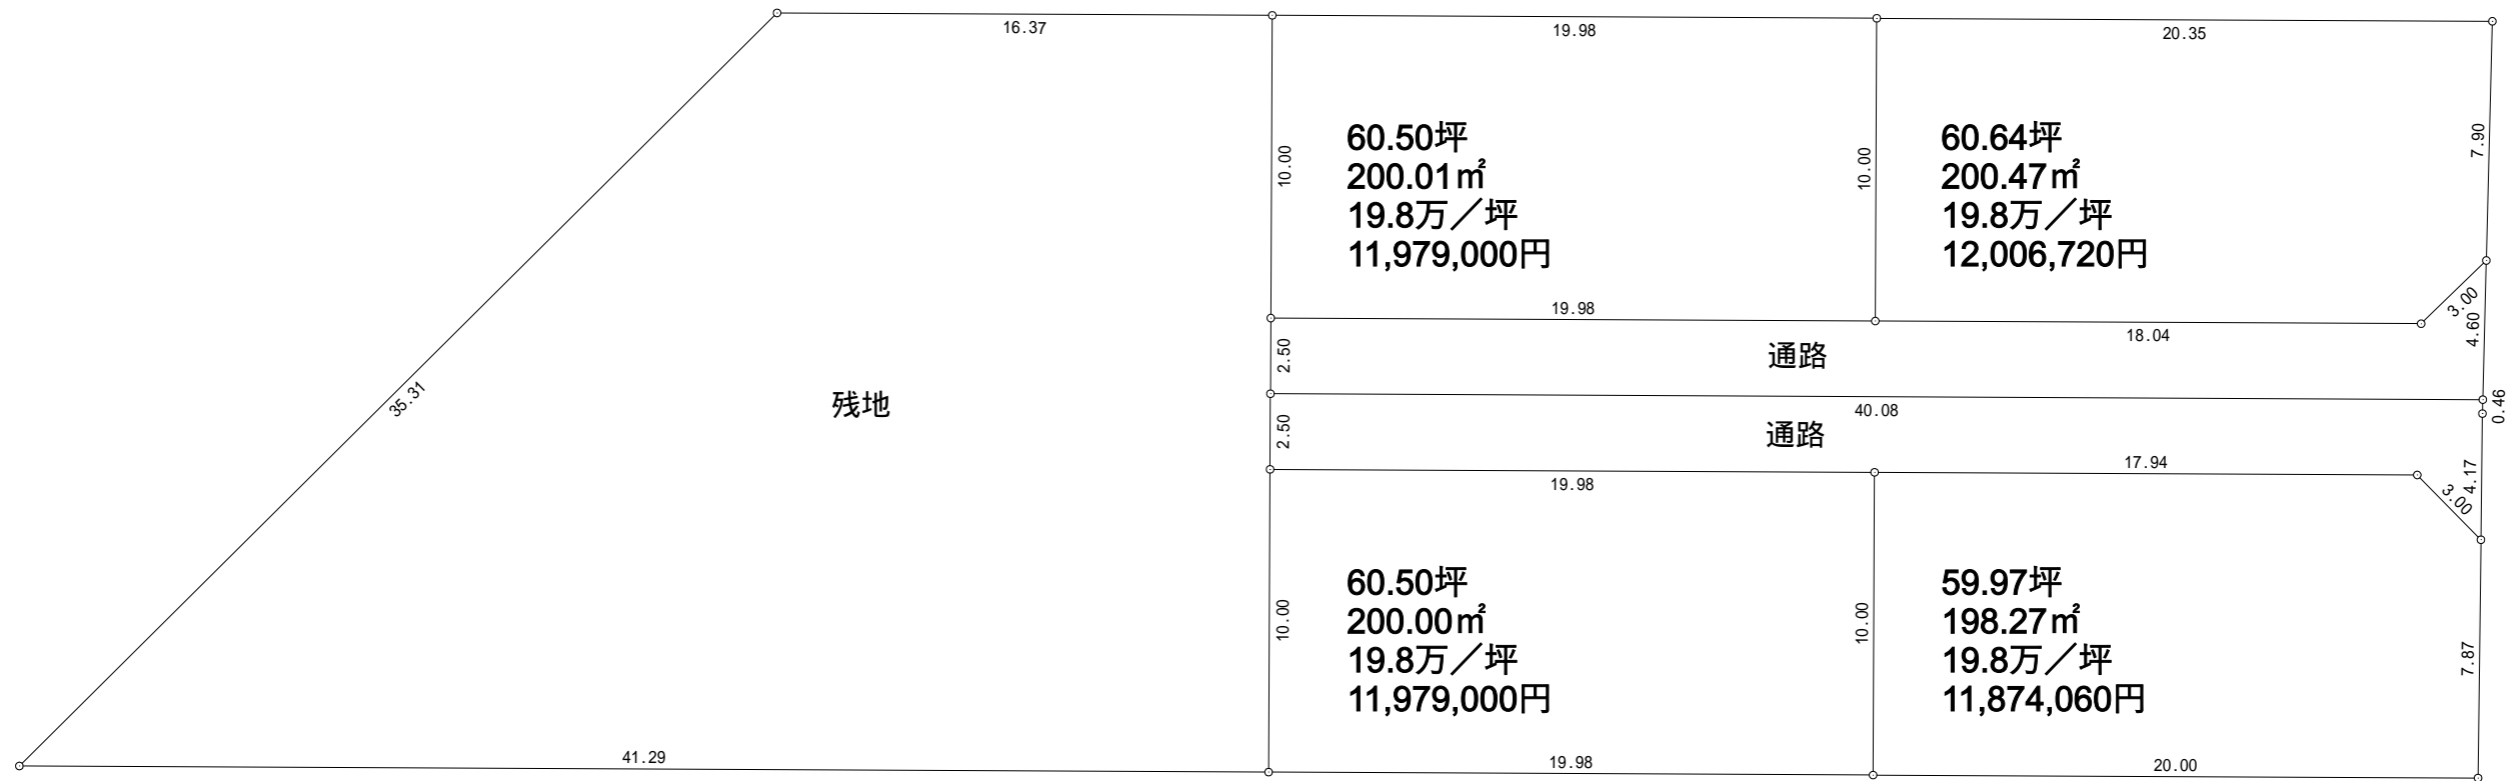 16.37
19.98
20.35
60.50坪
200.01㎡
19.8万／坪
11,979,000円
60.64坪
200.47㎡
19.8万／坪
12,006,720円
10.00
10.00
7.90
19.98
18.04
3.00
4.60
通路
2.50
35.31
残地
40.08
0.46
通路
2.50
17.94
19.98
3.00
4.17
60.50坪
200.00㎡
19.8万／坪
11,979,000円
59.97坪
198.27㎡
19.8万／坪
11,874,060円
10.00
10.00
7.87
41.29
19.98
20.00